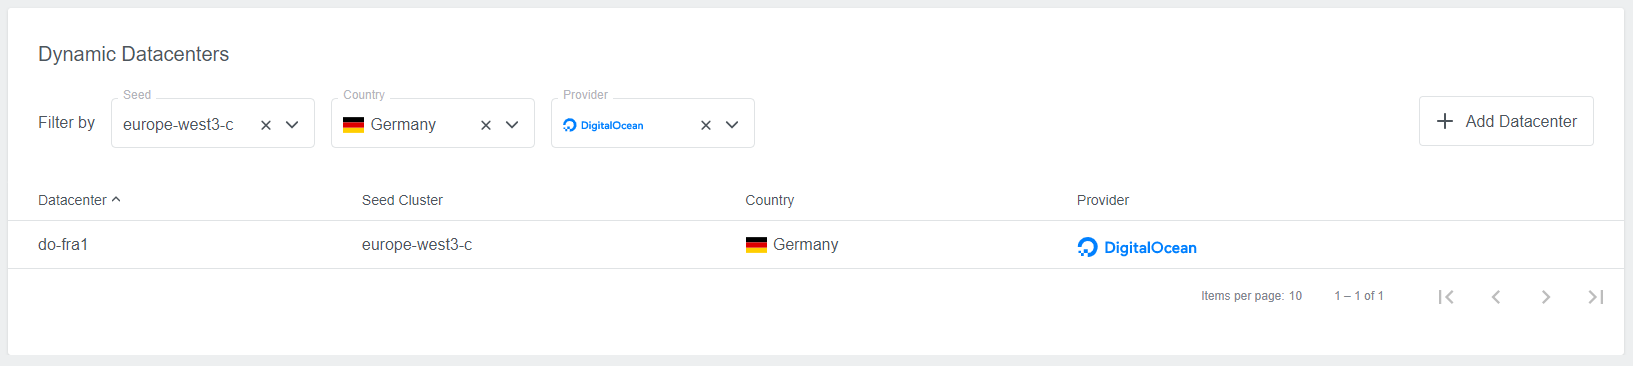 Dynamic Datacenters
Seed Country Provider
Filter by europe-west3-c Germany DigitalOcean Add Datacenter
Datacenter Seed Cluster Country Provider
do-fra1 europe-west3-c Germany DigitalOcean
Items per page: 10 1 – 1 of 1